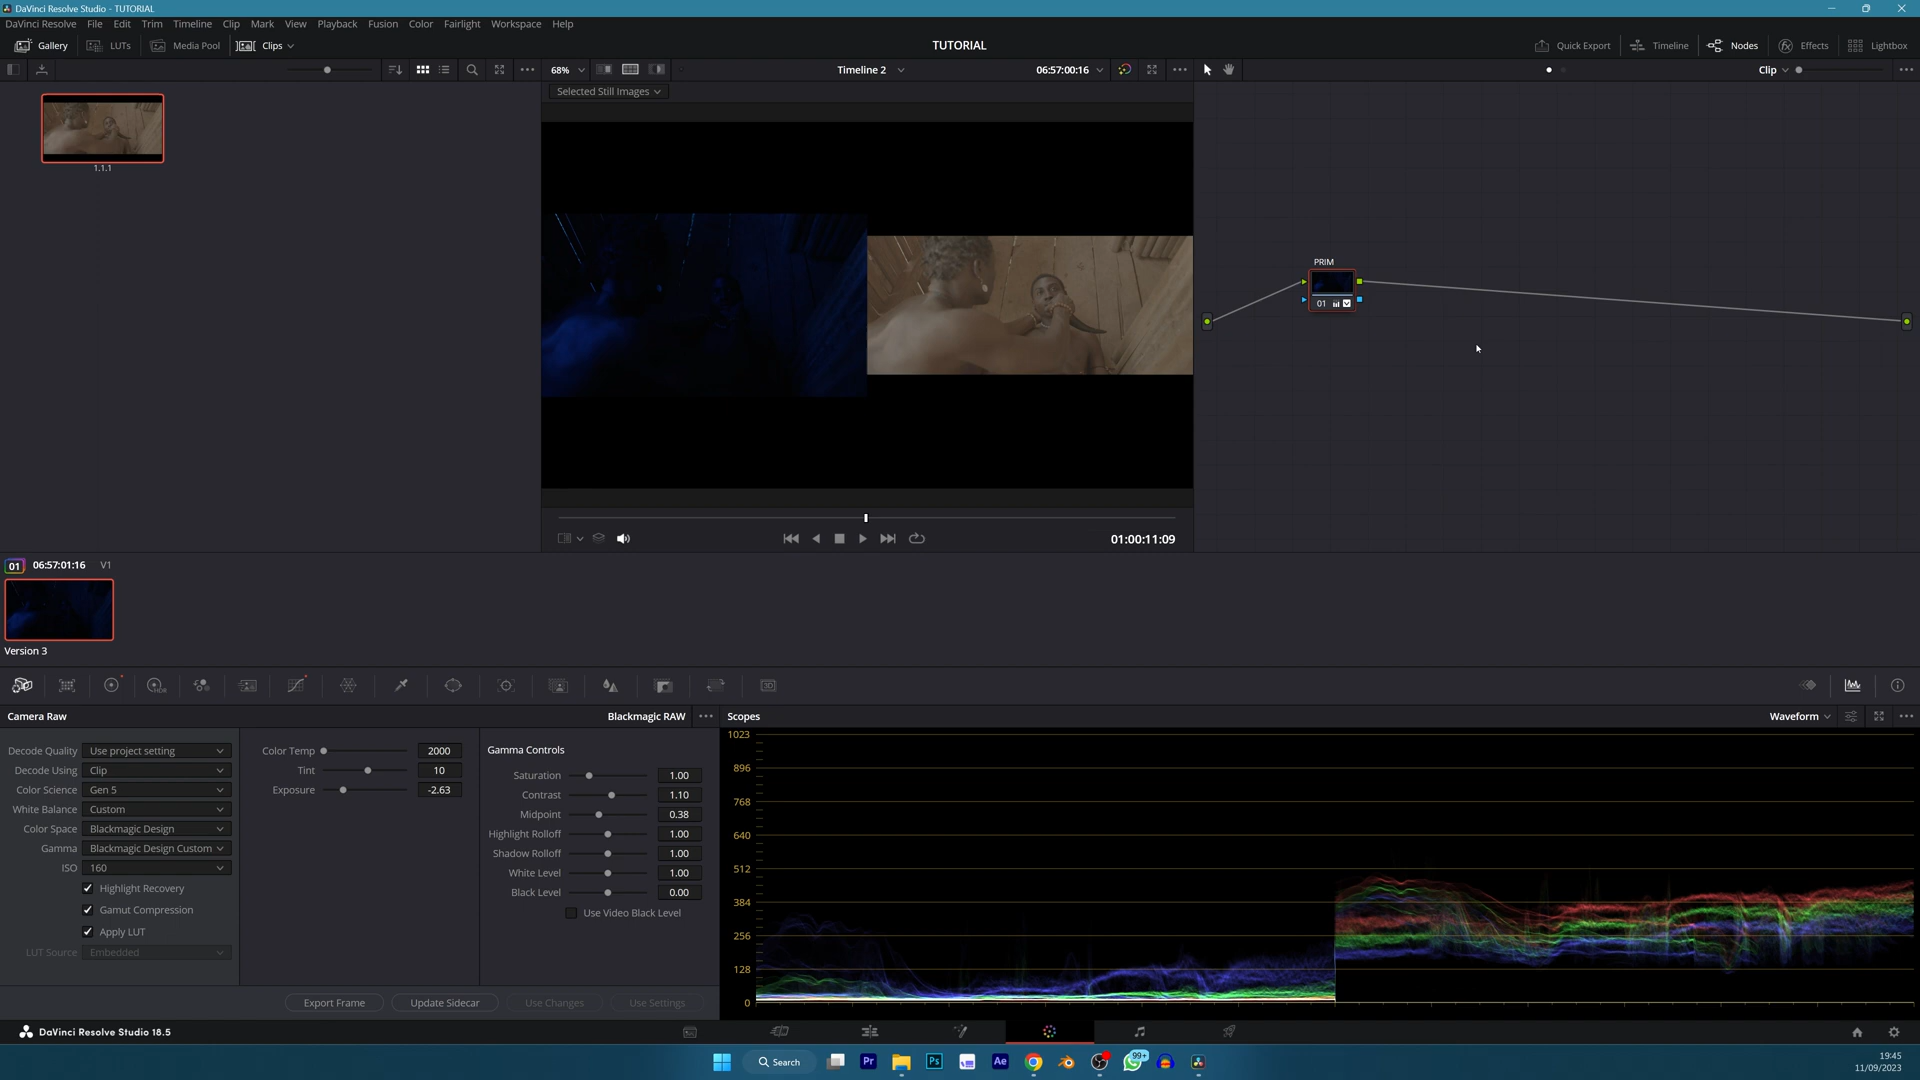 DaVinci Resolve Studio - TUTORIAL
DaVinci Resolve File Edit Trim Timeline Clip Mark View Playback Fusion Color Fairlight Workspace Help
Gallery LUTs Media Pool Clips TUTORIAL Quick Export Timeline Nodes Effects Lightbox
68% Timeline 2 06:57:00:16 Clip
Selected Still Images
1.1.1
PRIM
01
01:00:11:09
01 06:57:01:16 V1
Version 3
HDR
3D
Camera Raw Blackmagic RAW Scopes Waveform
Decode Quality Use project setting
Decode Using Clip
Color Science Gen 5
White Balance Custom
Color Space Blackmagic Design
Gamma Blackmagic Design Custom
ISO 160
Highlight Recovery
Gamut Compression
Apply LUT
LUT Source Embedded
Color Temp 2000
Tint 10
Exposure -2.63
Gamma Controls
Saturation 1.00
Contrast 1.10
Midpoint 0.38
Highlight Rolloff 1.00
Shadow Rolloff 1.00
White Level 1.00
Black Level 0.00
Use Video Black Level
Export Frame Update Sidecar Use Changes Use Settings
1023
896
768
640
512
384
256
128
0
DaVinci Resolve Studio 18.5
Search Pr Ps Ae 99+
19:45
11/09/2023